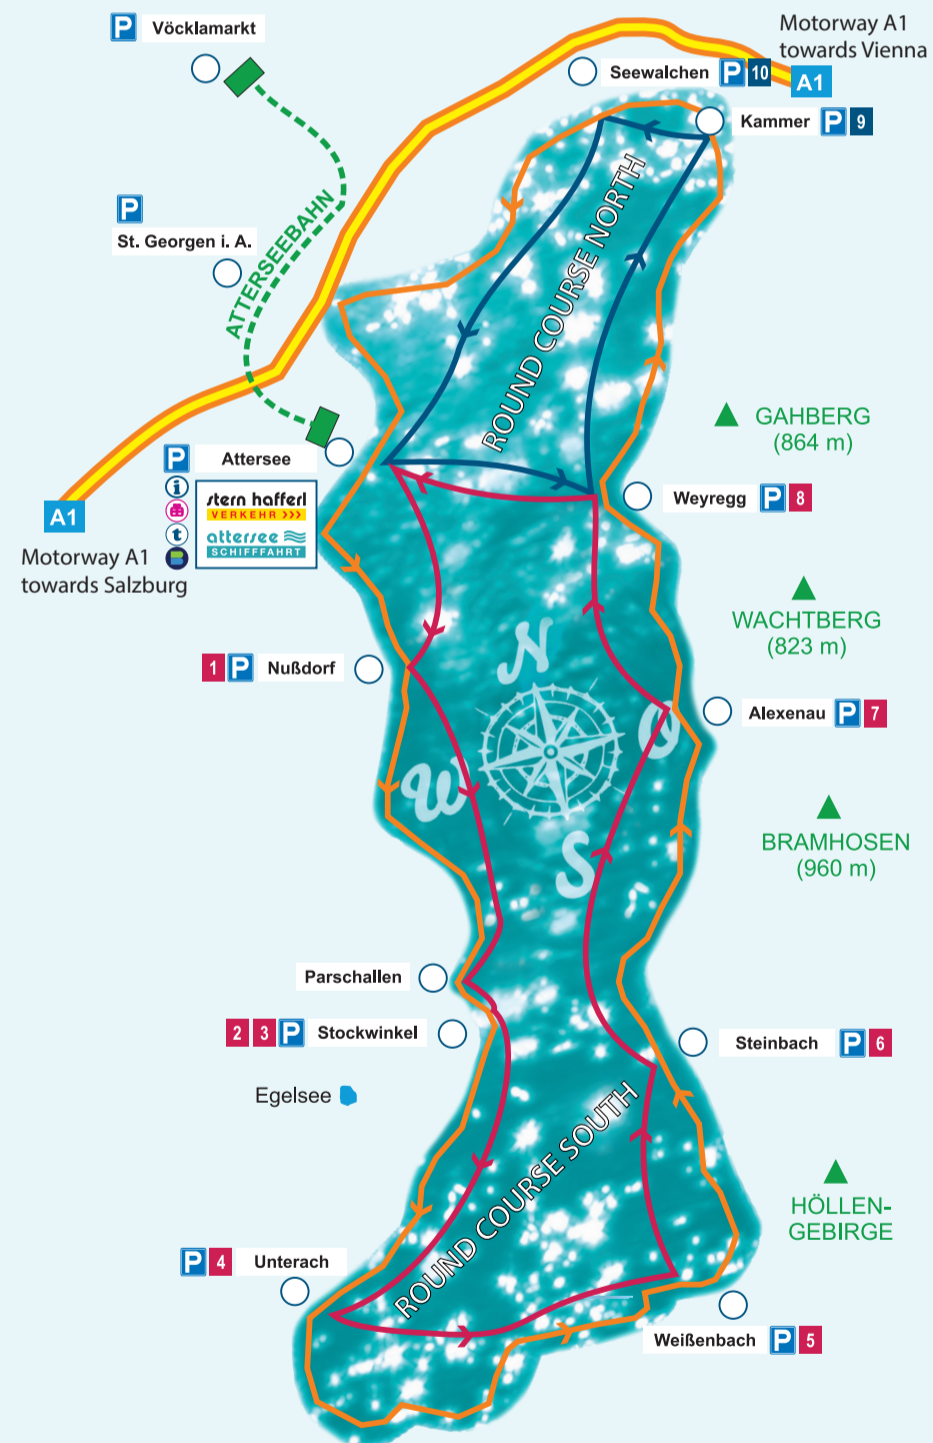 P Vöcklamarkt
Motorway A1
towards Vienna
Seewalchen P 10
A1
Kammer P 9
P
St. Georgen i. A.
ATTERSEEBAHN
ROUND COURSE NORTH
GAHBERG
(864 m)
P Attersee
i
t
stern hafferl
VERKEHR >>>
attersee
SCHIFFFAHRT
Weyregg P 8
A1
Motorway A1
towards Salzburg
WACHTBERG
(823 m)
N
1 P Nußdorf
Alexenau P 7
O
W
BRAMHOSEN
(960 m)
S
Parschallen
2 3 P Stockwinkel
Steinbach P 6
Egelsee
ROUND COURSE SOUTH
HÖLLEN-
GEBIRGE
P 4 Unterach
Weißenbach P 5